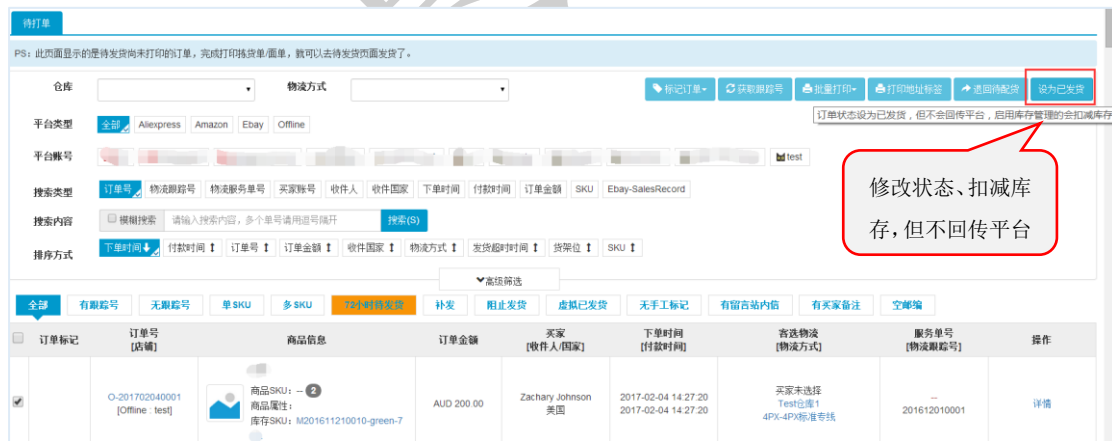 待打单
PS：此页面显示的是待发货尚未打印的订单，完成打印拣货单/面单，就可以去待发货页面发货了。
仓库 物流方式 标记订单 获取跟踪号 批量打印 打印地址标签 退回待配货 设为已发货
订单状态设为已发货，但不会回传平台，启用库存管理的会扣减库存
平台类型 全部 Aliexpress Amazon Ebay Offline
平台账号 test
修改状态、扣减库
存，但不回传平台
搜索类型 订单号 物流跟踪号 物流服务单号 买家账号 收件人 收件国家 下单时间 付款时间 订单金额 SKU Ebay-SalesRecord
搜索内容 模糊搜索 请输入搜索内容，多个单号请用逗号隔开 搜索(S)
排序方式 下单时间 付款时间 订单号 订单金额 收件国家 物流方式 发货超时时间 货架位 SKU
高级筛选
全部 有跟踪号 无跟踪号 单SKU 多SKU 72小时待发货 补发 阻止发货 虚拟已发货 无手工标记 有留言站内信 有买家备注 空邮编
订单标记 订单号 商品信息 订单金额 买家 下单时间 客选物流 服务单号 操作
[店铺] [收件人/国家] [付款时间] [物流方式] [物流跟踪号]
商品SKU：-- 2 买家未选择 --
O-201702040001 商品属性： AUD 200.00 Zachary Johnson 2017-02-04 14:27:20 Test仓库1 详情
[Offline : test] 库存SKU：M201611210010-green-7 美国 2017-02-04 14:27:20 4PX-4PX标准专线 201612010001